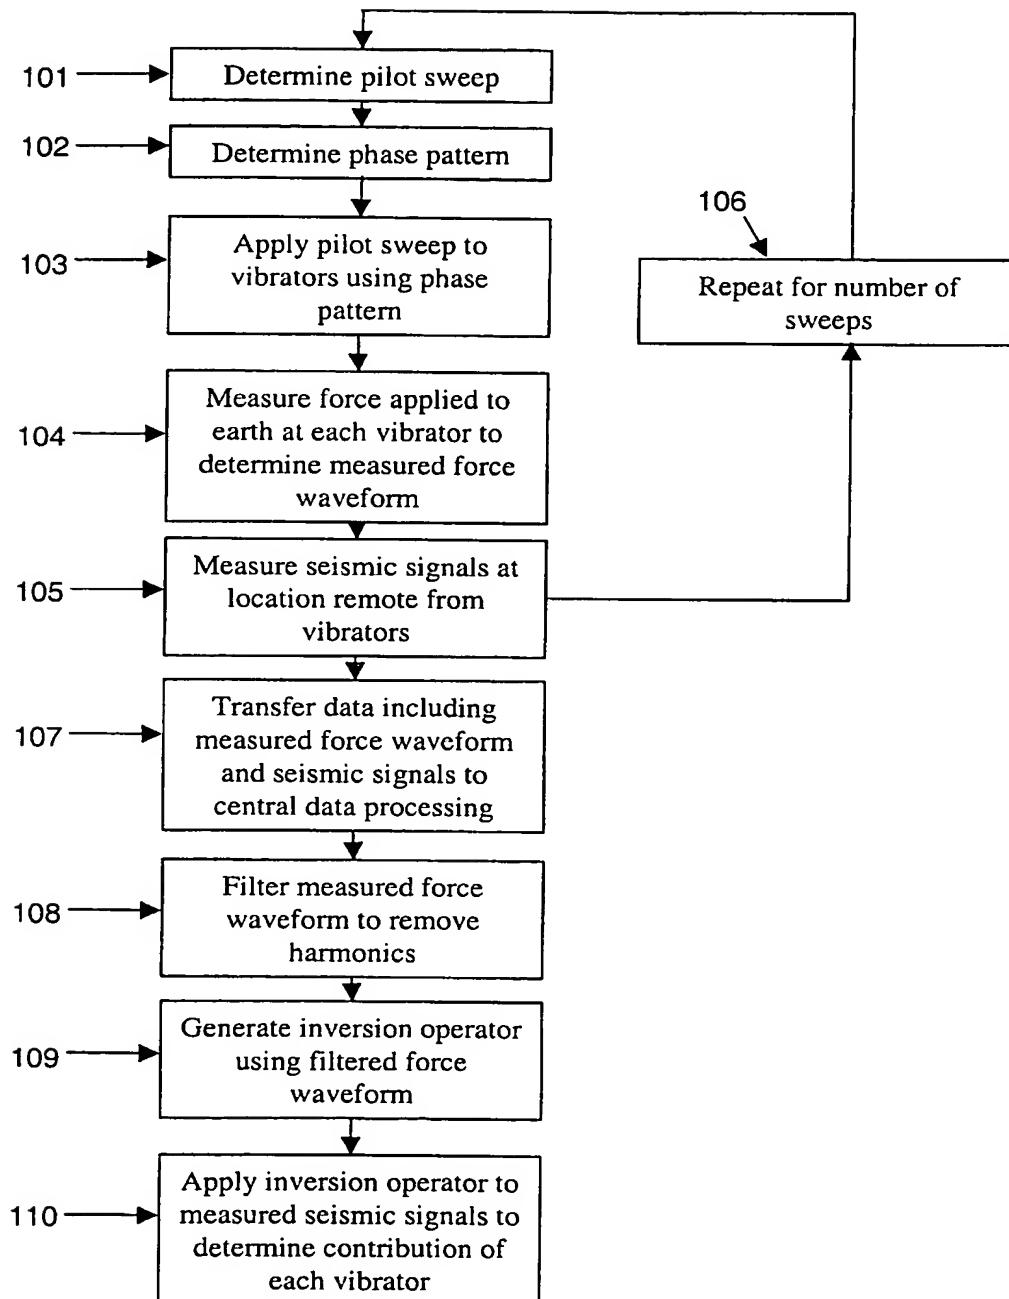 101
Determine pilot sweep
102
Determine phase pattern
103
Apply pilot sweep to
vibrators using phase
pattern
106
Repeat for number of
sweeps
104
Measure force applied to
earth at each vibrator to
determine measured force
waveform
105
Measure seismic signals at
location remote from
vibrators
107
Transfer data including
measured force waveform
and seismic signals to
central data processing
108
Filter measured force
waveform to remove
harmonics
109
Generate inversion operator
using filtered force
waveform
110
Apply inversion operator to
measured seismic signals to
determine contribution of
each vibrator